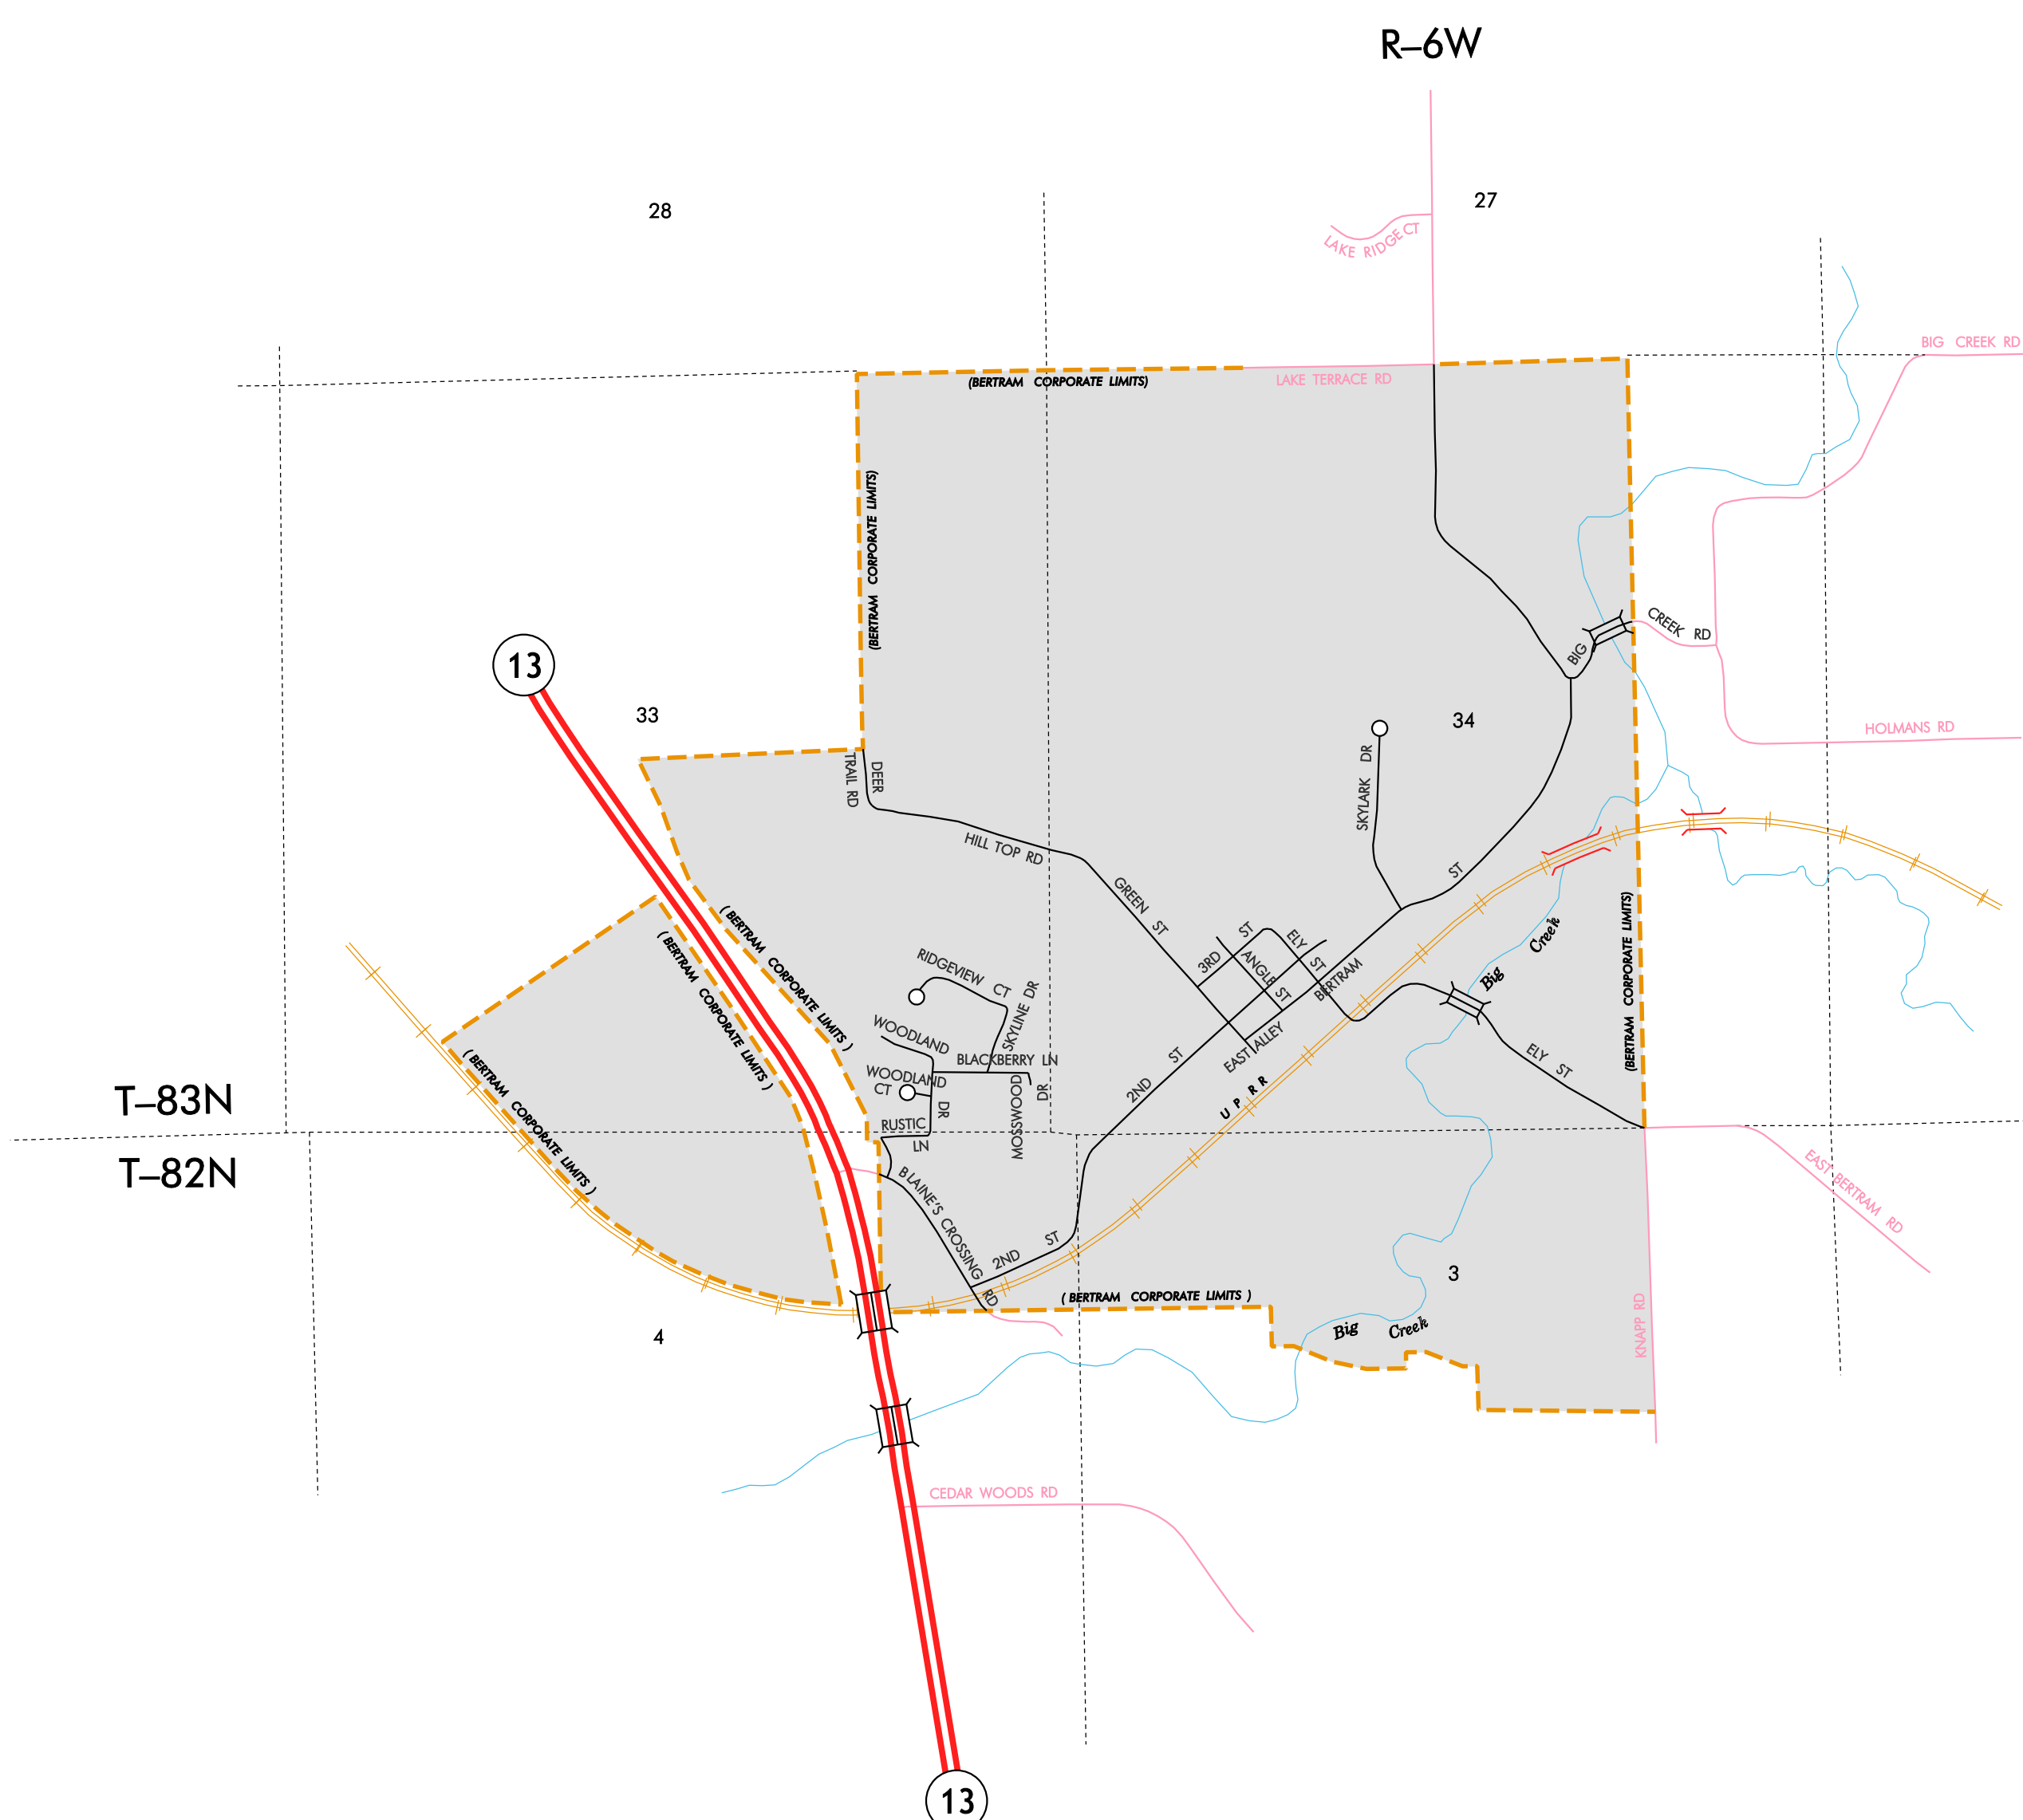 R–6W
28
27
LAKE RIDGE CT
BIG CREEK RD
LAKE TERRACE RD
(BERTRAM CORPORATE LIMITS)
(BERTRAM CORPORATE LIMITS)
13
33
34
BIG CREEK RD
HOLMANS RD
DEER TRAIL RD
SKYLARK DR
HILL TOP RD
GREEN ST
BERTRAM ST
3RD ST
ELY ST
ANGLE ST
EAST ALLEY
(BERTRAM CORPORATE LIMITS)
( BERTRAM CORPORATE LIMITS )
( BERTRAM CORPORATE LIMITS )
( BERTRAM CORPORATE LIMITS )
Big Creek
RIDGEVIEW CT
SKYLINE DR
WOODLAND DR
BLACKBERRY LN
WOODLAND CT
MOSSWOOD DR
RUSTIC LN
2ND ST
U P RR
ELY ST
T–83N
T–82N
BLAINE'S CROSSING RD
2ND ST
EAST BERTRAM RD
( BERTRAM CORPORATE LIMITS )
3
4
Big Creek
KNAPP RD
CEDAR WOODS RD
13